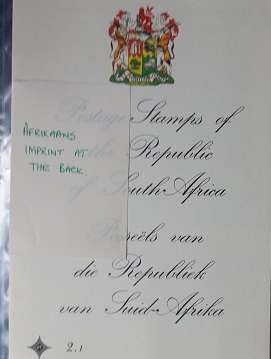 Postage Stamps of
the Republic
of South Africa
AFRIKAANS
IMPRINT AT
THE BACK
Posseëls van
die Republiek
van Suid-Afrika
2.1